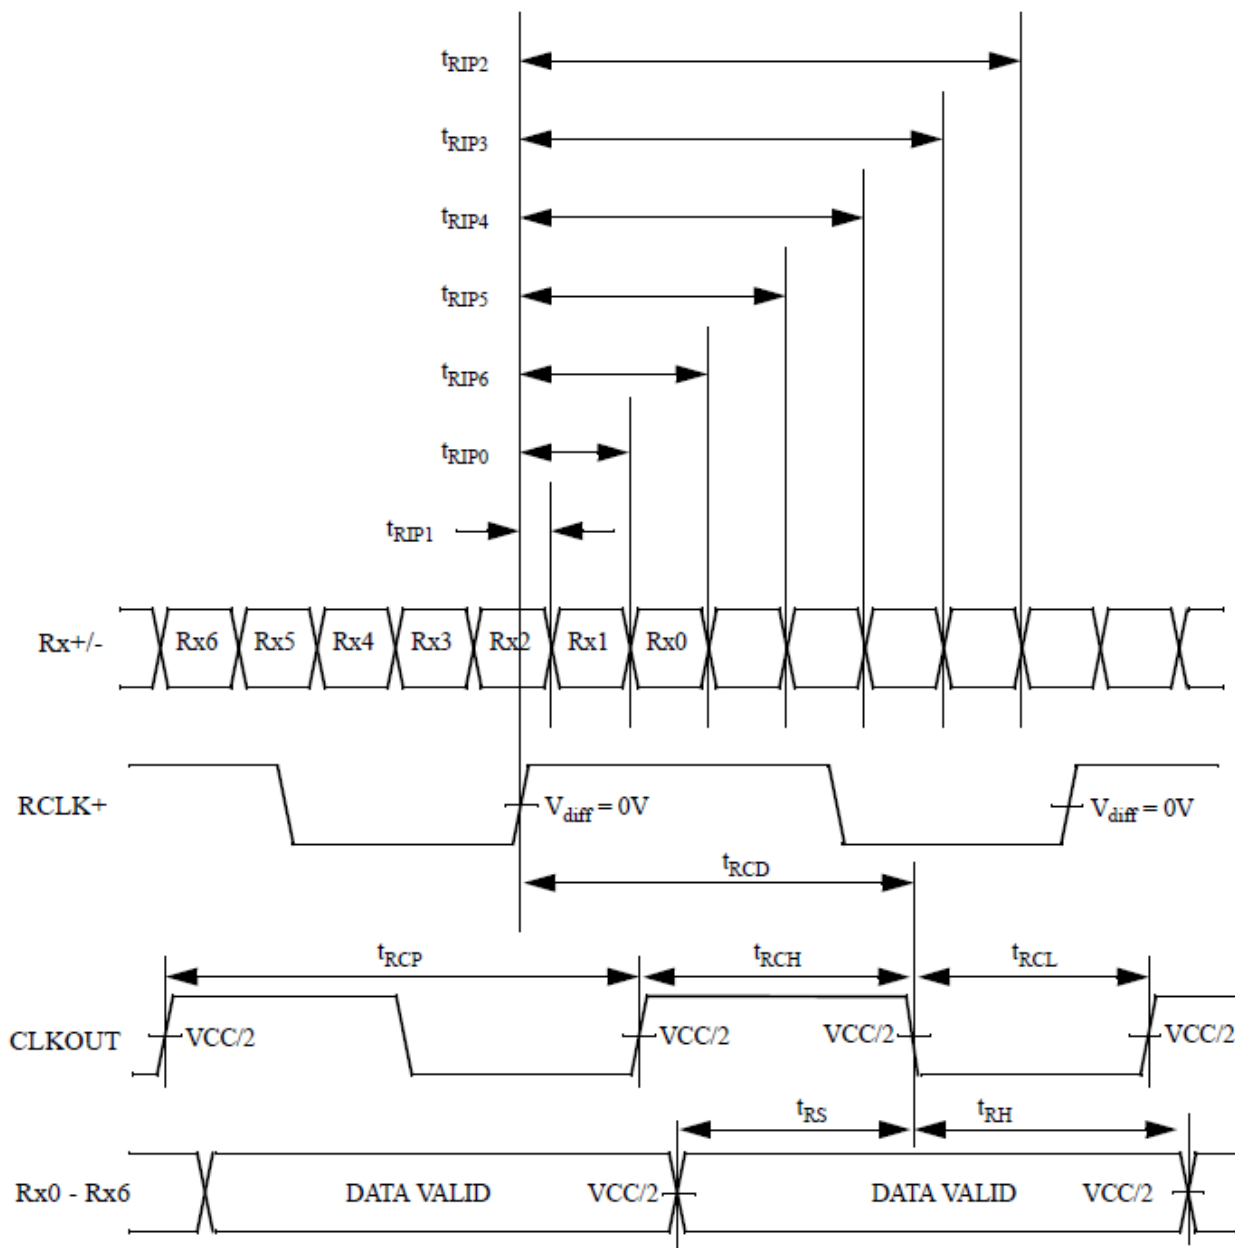 tRIP2
tRIP3
tRIP4
tRIP5
tRIP6
tRIP0
tRIP1
Rx+/- Rx6 Rx5 Rx4 Rx3 Rx2 Rx1 Rx0
RCLK+ Vdiff = 0V Vdiff = 0V
tRCD
tRCP tRCH tRCL
CLKOUT VCC/2 VCC/2 VCC/2 VCC/2
tRS tRH
Rx0 - Rx6 DATA VALID VCC/2 DATA VALID VCC/2